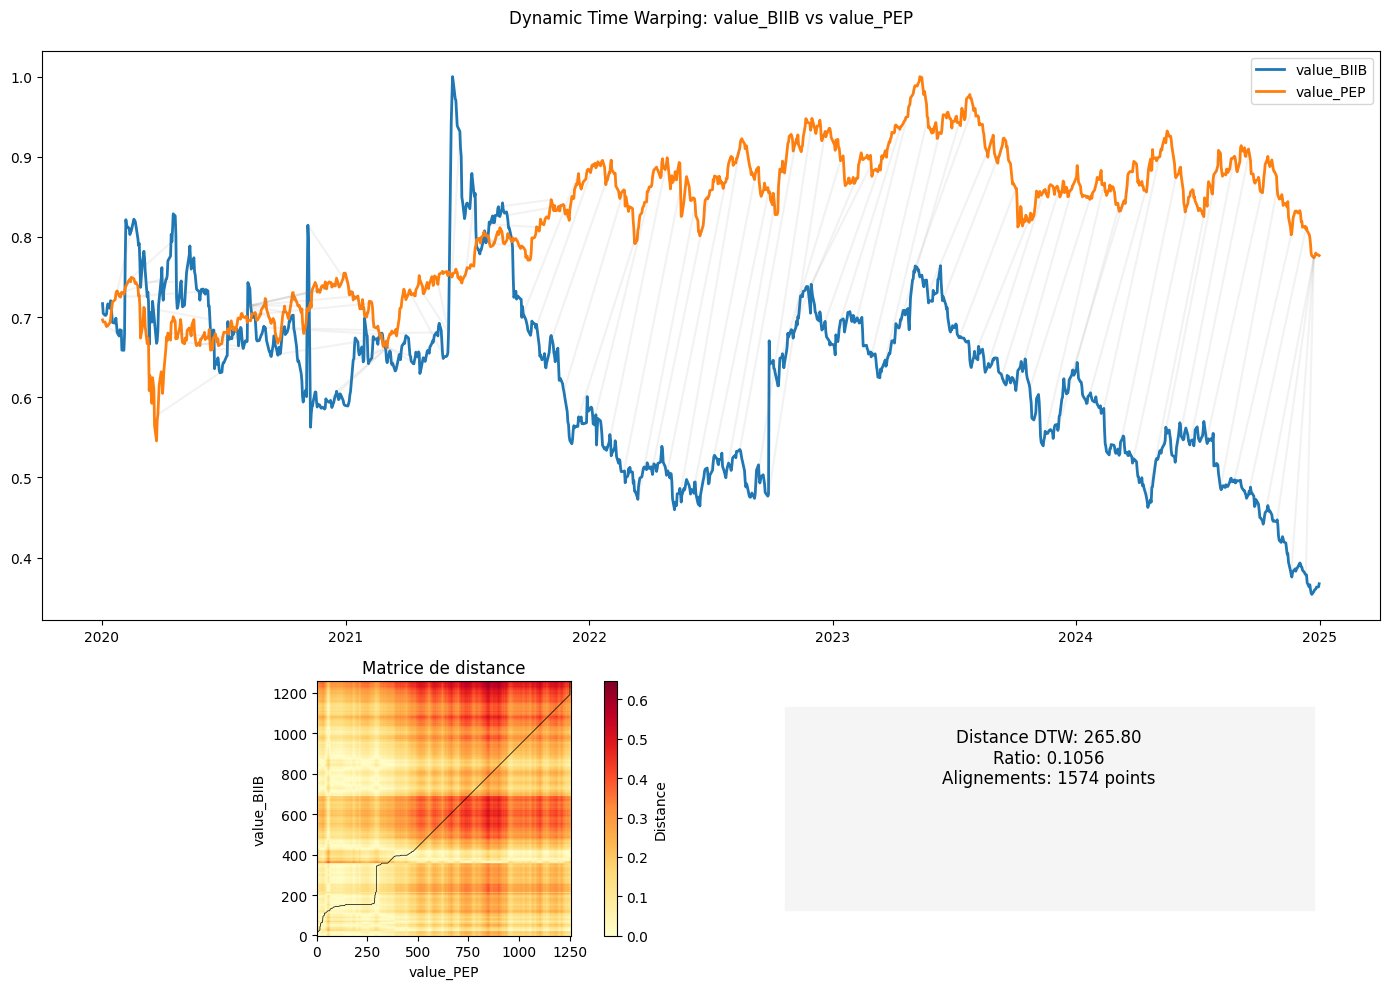 Dynamic Time Warping: value_BIIB vs value_PEP
1.0
0.9
0.8
0.7
0.6
0.5
0.4
value_BIIB
value_PEP
2020 2021 2022 2023 2024 2025
Matrice de distance
1200
1000
800
600
400
200
0
value_BIIB
0 250 500 750 1000 1250
value_PEP
0.6
0.5
0.4
0.3
0.2
0.1
0.0
Distance
Distance DTW: 265.80
Ratio: 0.1056
Alignements: 1574 points